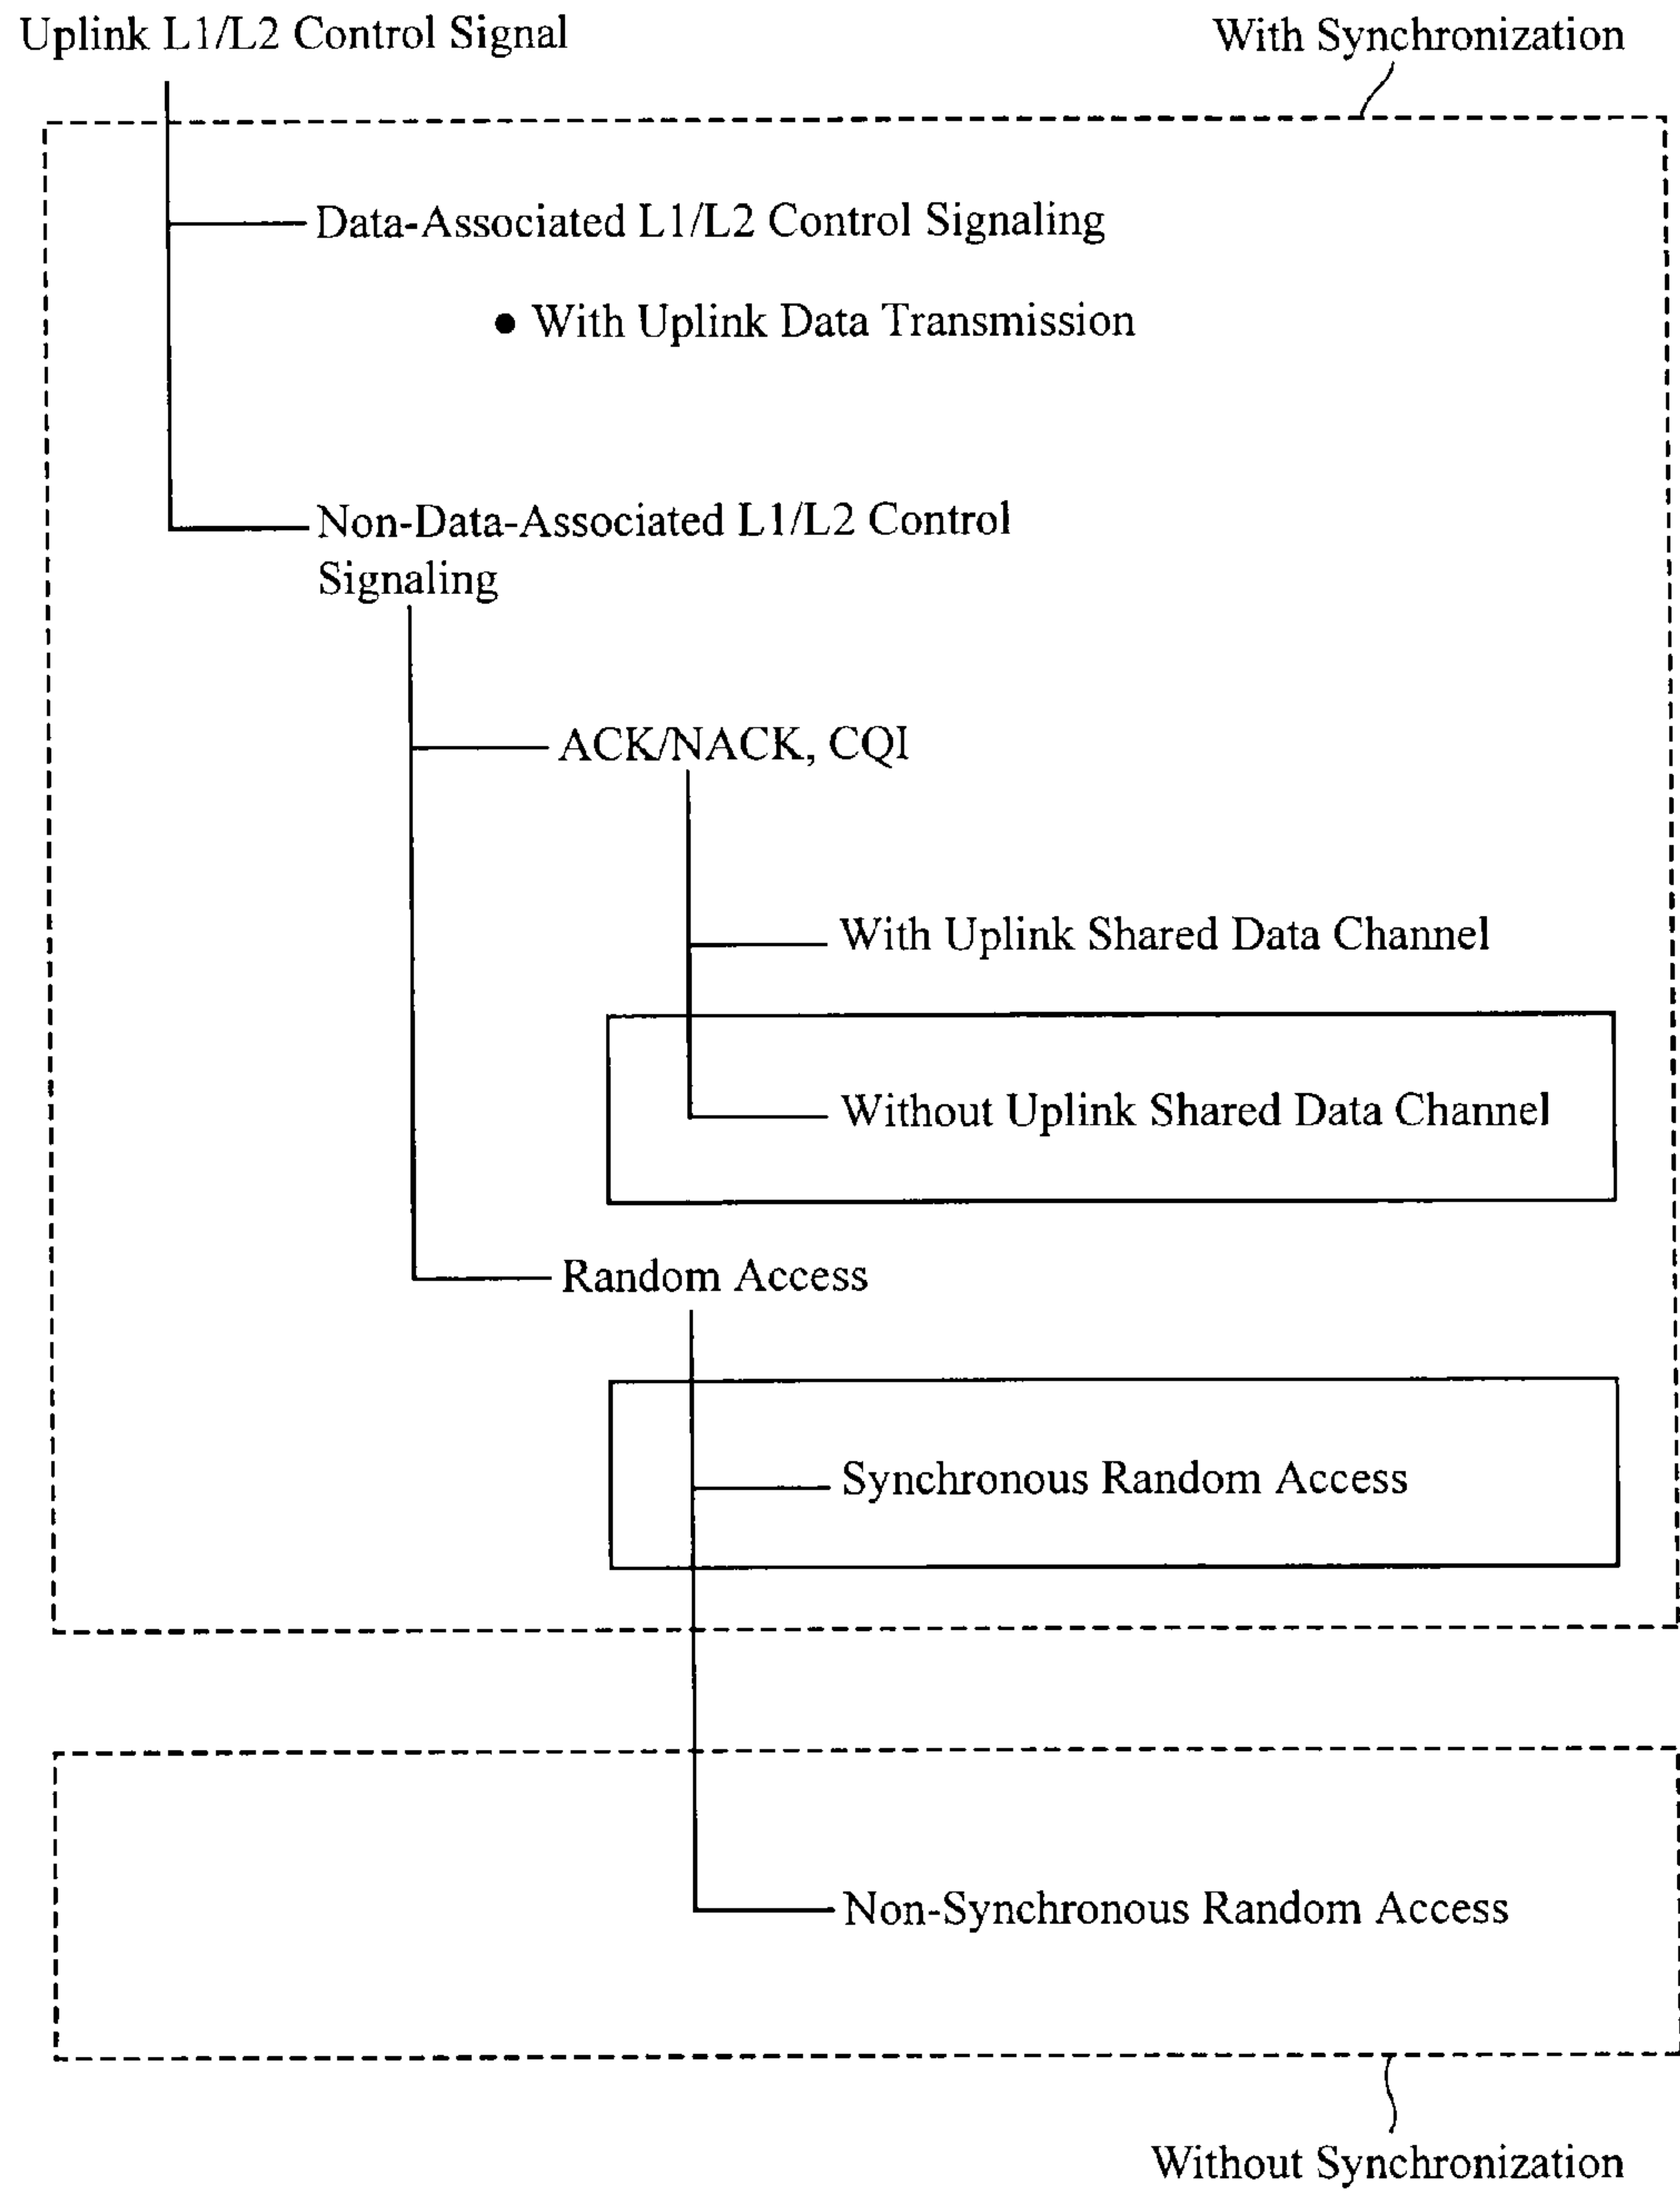 Uplink L1/L2 Control Signal
With Synchronization
Data-Associated L1/L2 Control Signaling
● With Uplink Data Transmission
Non-Data-Associated L1/L2 Control
Signaling
ACK/NACK, CQI
With Uplink Shared Data Channel
Without Uplink Shared Data Channel
Random Access
Synchronous Random Access
Non-Synchronous Random Access
Without Synchronization